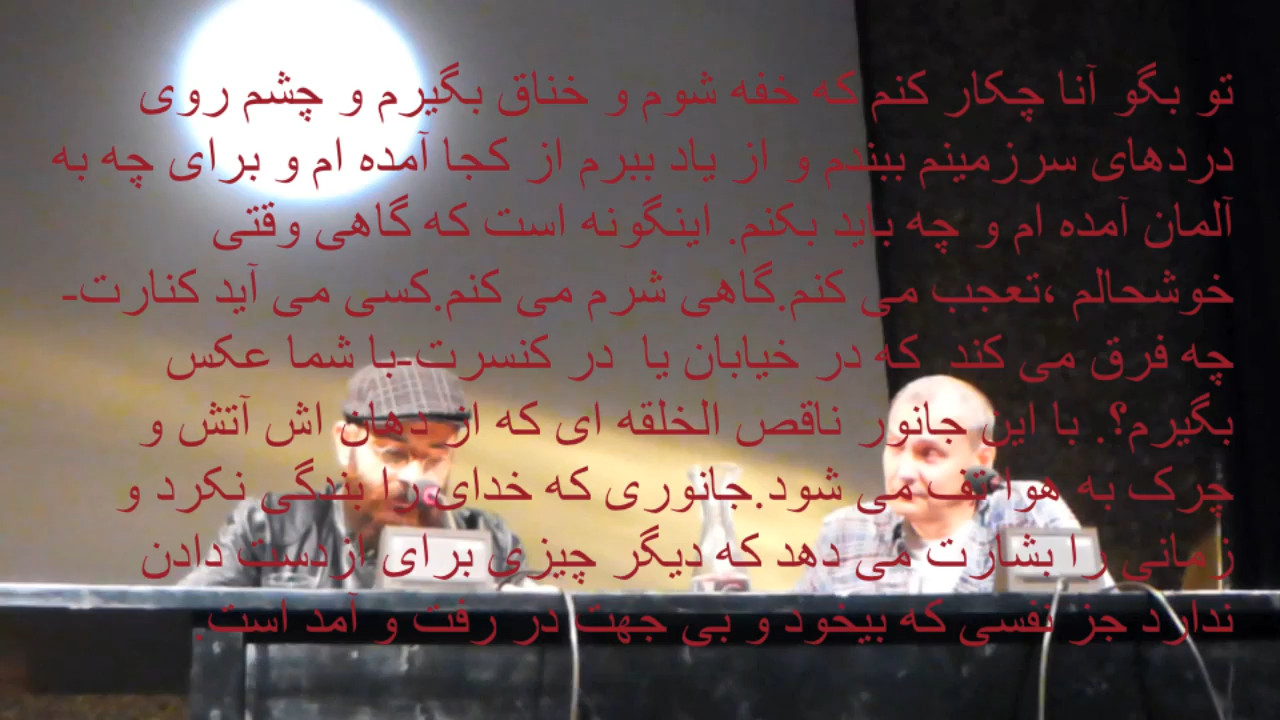 تو بگو آنا چکار کنم که خفه شوم و خناق بگیرم و چشم روی
دردهای سرزمینم ببندم و از یاد ببرم از کجا آمده ام و برای چه به
آلمان آمده ام و چه باید بکنم. اینگونه است که گاهی وقتی
خوشحالم ،تعجب می کنم.گاهی شرم می کنم.کسی می آید کنارت-
چه فرق می کند که در خیابان یا در کنسرت-با شما عکس
بگیرم؟. با این جانور ناقص الخلقه ای که از دهان اش آتش و
چرک به هوا تف می شود.جانوری که خدای را بندگی نکرد و
زمانی را بشارت می دهد که دیگر چیزی برای ازدست دادن
ندارد جز نفسی که بیخود و بی جهت در رفت و آمد است.